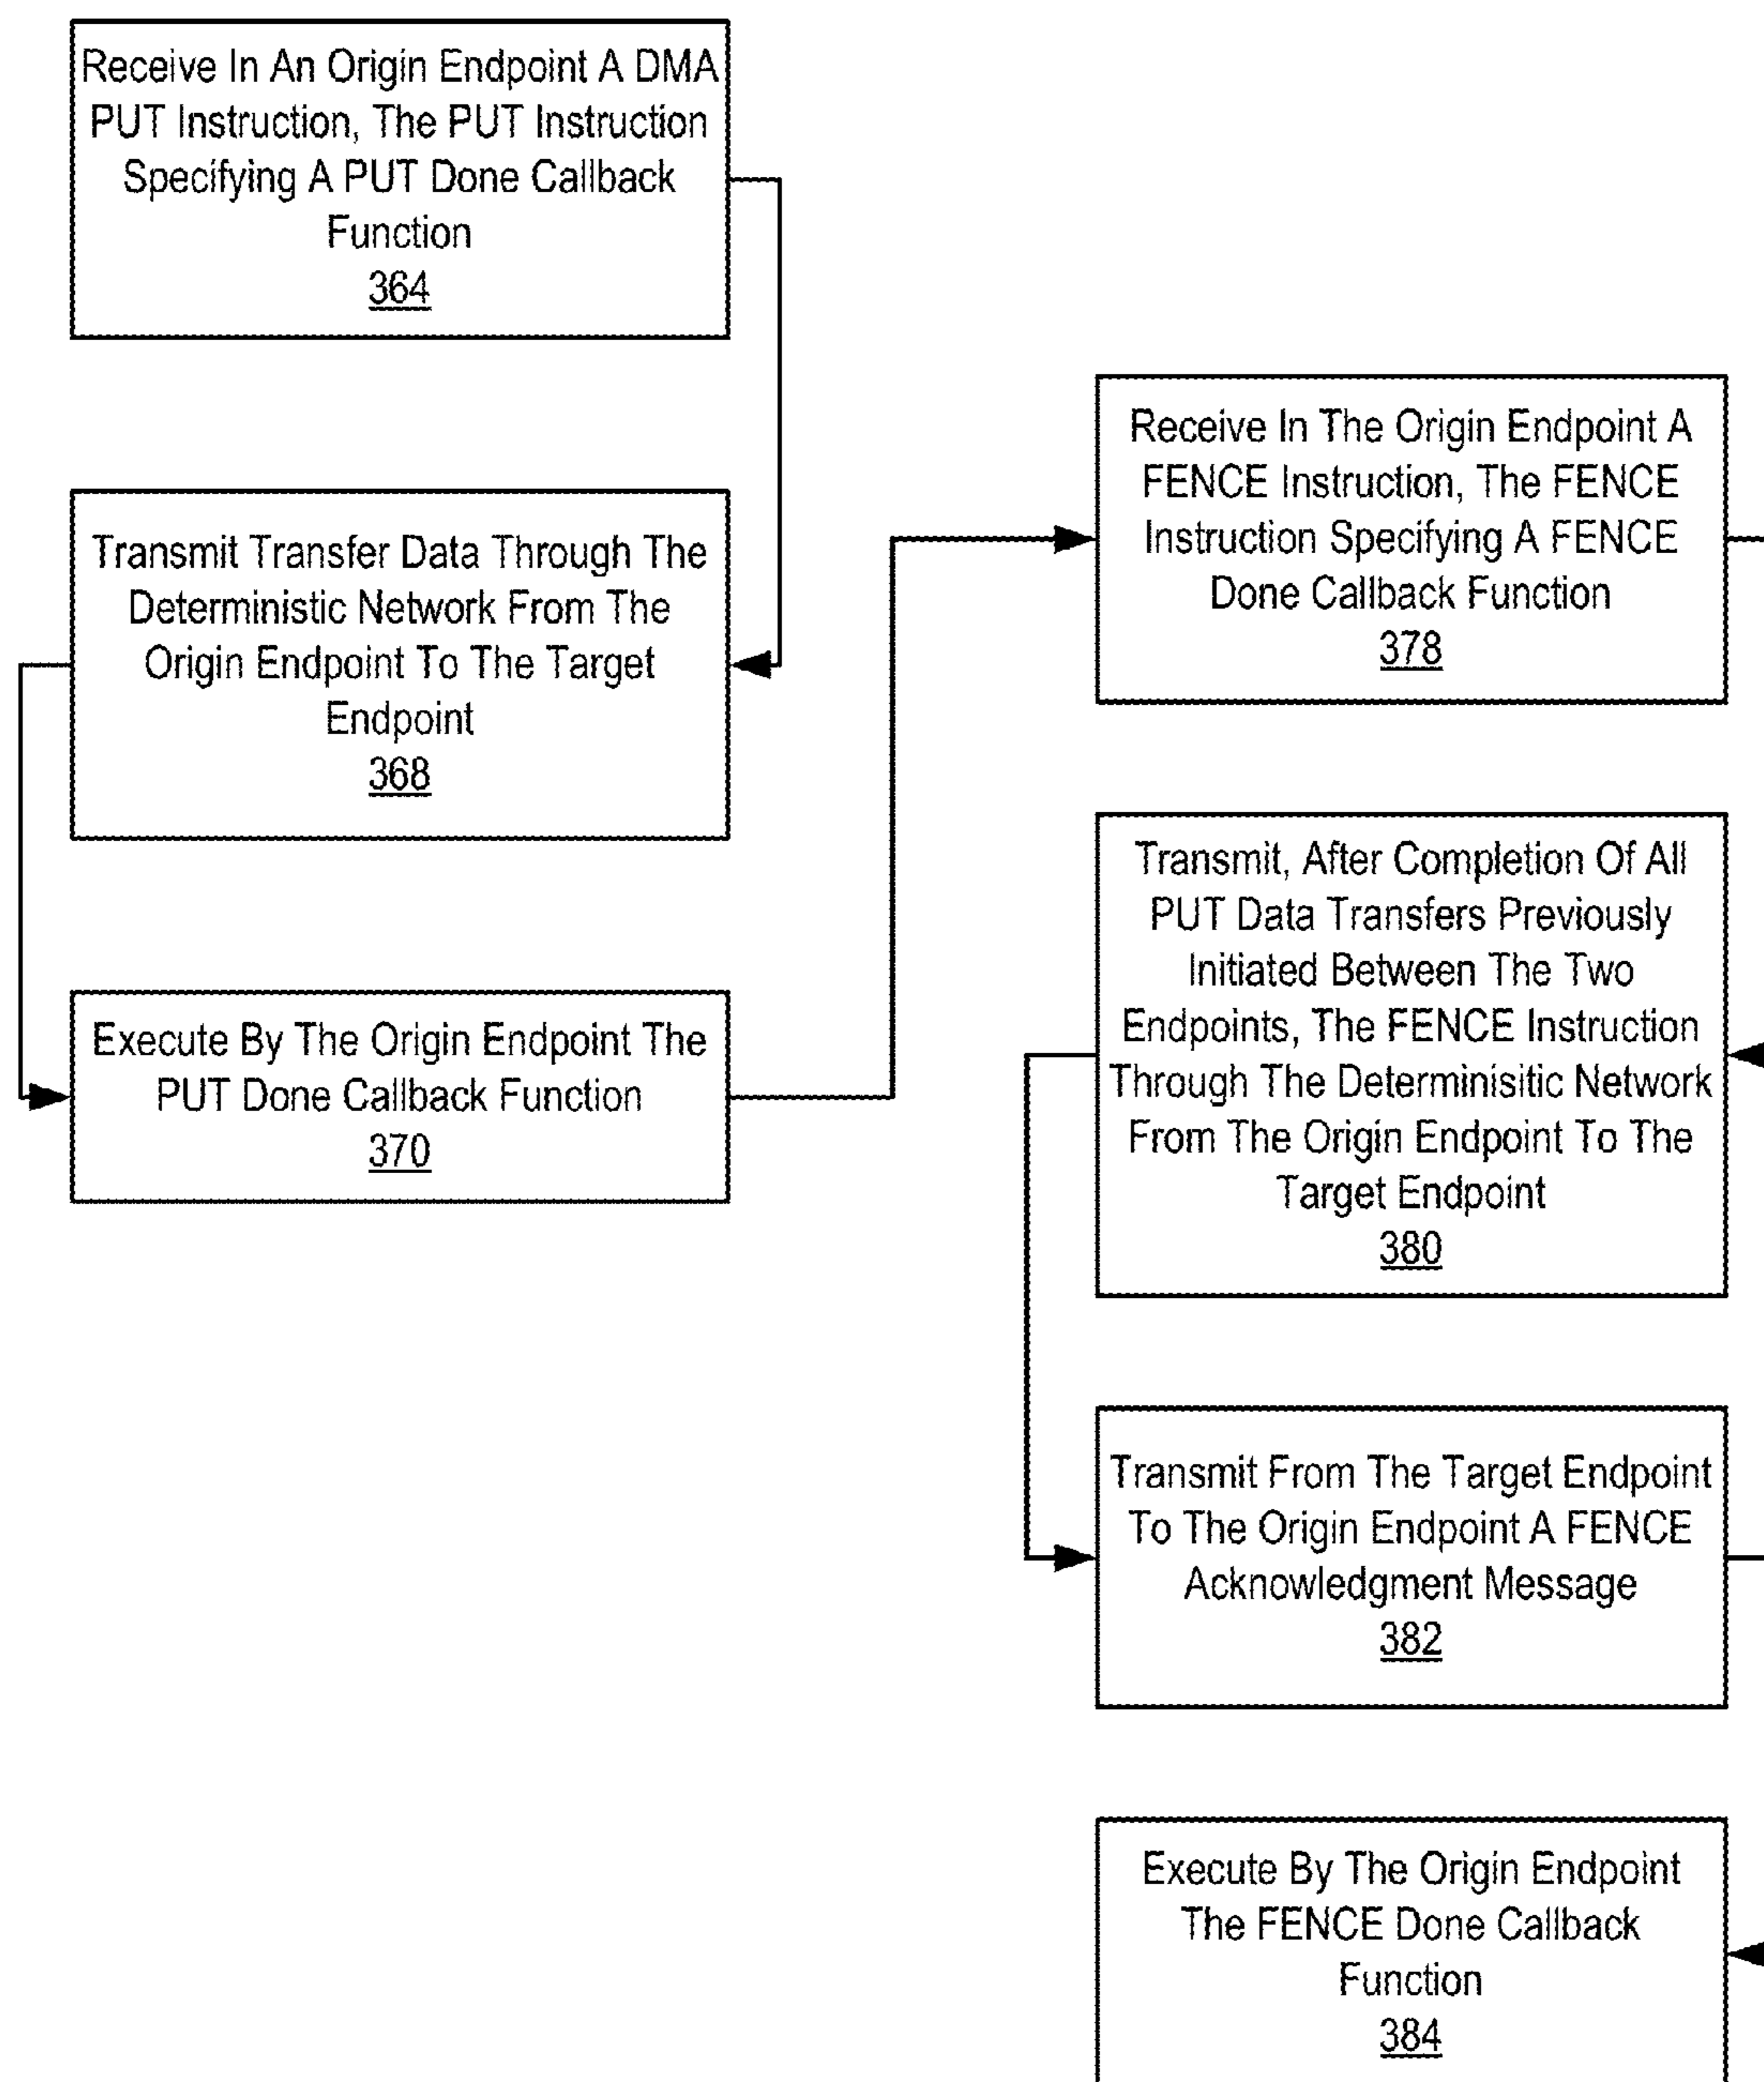 Receive In An Origin Endpoint A DMA
PUT Instruction, The PUT Instruction
Specifying A PUT Done Callback
Function
364
Transmit Transfer Data Through The
Deterministic Network From The
Origin Endpoint To The Target
Endpoint
368
Execute By The Origin Endpoint The
PUT Done Callback Function
370
Receive In The Origin Endpoint A
FENCE Instruction, The FENCE
Instruction Specifying A FENCE
Done Callback Function
378
Transmit, After Completion Of All
PUT Data Transfers Previously
Initiated Between The Two
Endpoints, The FENCE Instruction
Through The Determinisitic Network
From The Origin Endpoint To The
Target Endpoint
380
Transmit From The Target Endpoint
To The Origin Endpoint A FENCE
Acknowledgment Message
382
Execute By The Origin Endpoint
The FENCE Done Callback
Function
384